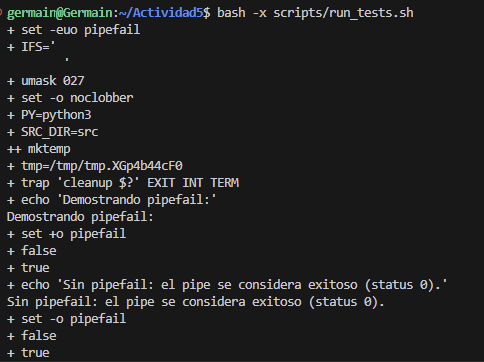 germain@Germain:~/Actividad5$ bash -x scripts/run_tests.sh
+ set -euo pipefail
+ IFS='
        '
+ umask 027
+ set -o noclobber
+ PY=python3
+ SRC_DIR=src
++ mktemp
+ tmp=/tmp/tmp.XGp4b44cF0
+ trap 'cleanup $?' EXIT INT TERM
+ echo 'Demostrando pipefail:'
Demostrando pipefail:
+ set +o pipefail
+ false
+ true
+ echo 'Sin pipefail: el pipe se considera exitoso (status 0).'
Sin pipefail: el pipe se considera exitoso (status 0).
+ set -o pipefail
+ false
+ true